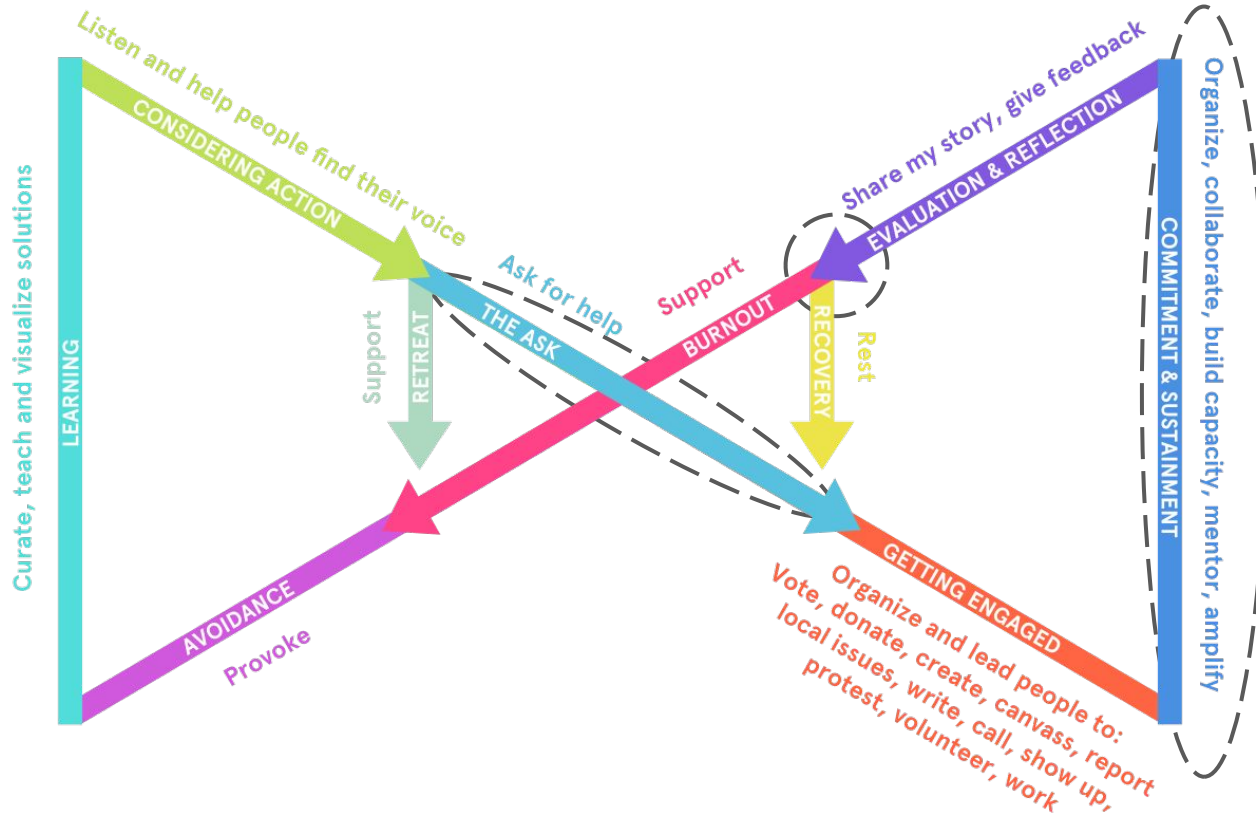 Curate, teach and visualize solutions
LEARNING
Listen and help people find their voice
CONSIDERING ACTION
Support
RETREAT
Ask for help
THE ASK
Support
BURNOUT
AVOIDANCE
Provoke
Share my story, give feedback
EVALUATION & REFLECTION
RECOVERY
Rest
GETTING ENGAGED
Organize and lead people to:
Vote, donate, create, canvass, report
local issues, write, call, show up,
protest, volunteer, work
COMMITMENT & SUSTAINMENT
Organize, collaborate, build capacity, mentor, amplify